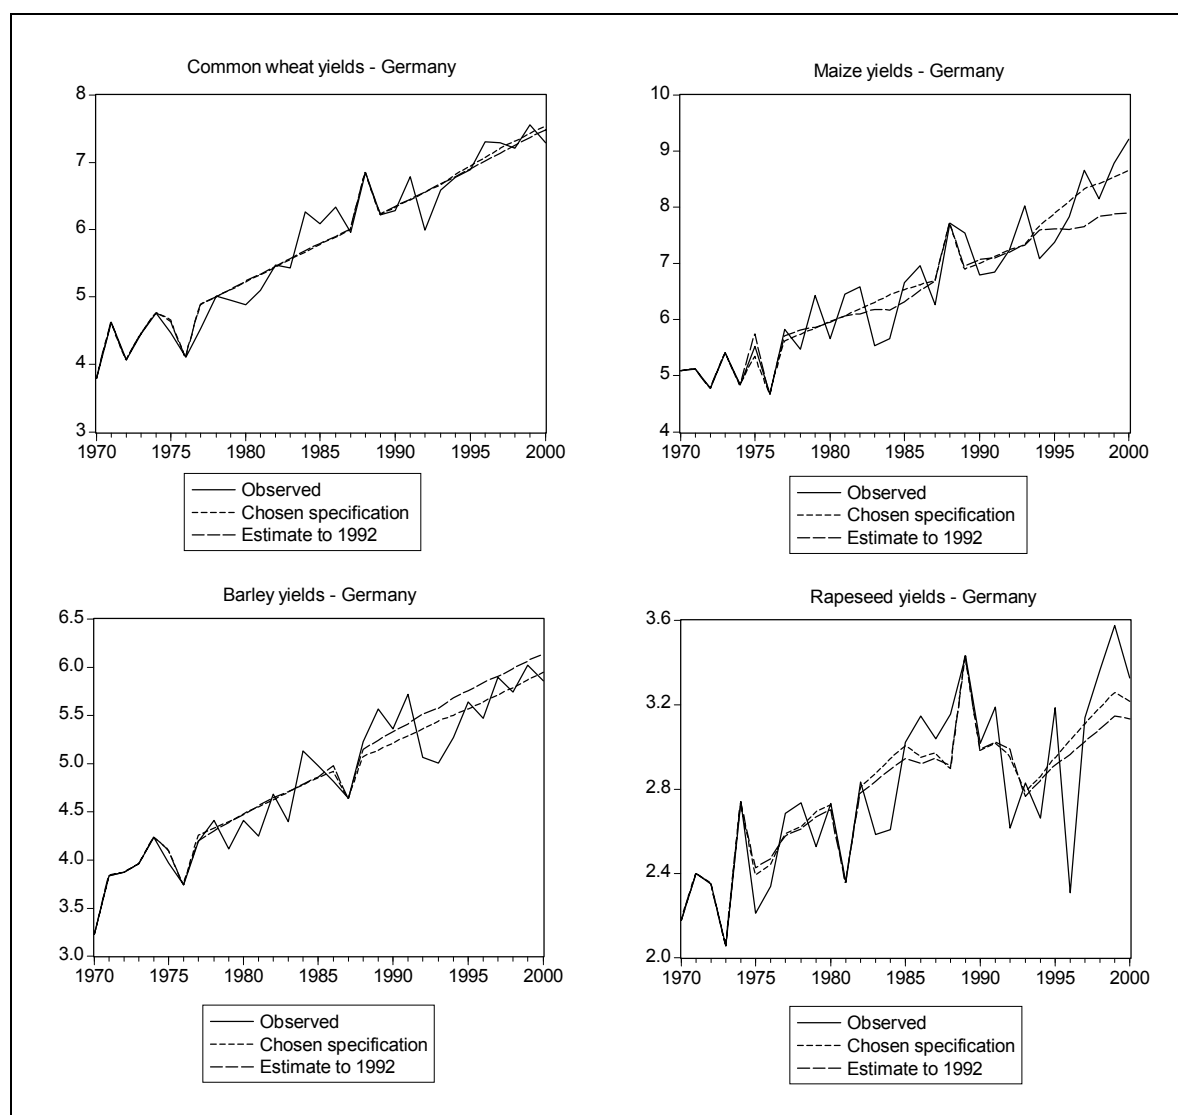 Common wheat yields - Germany
8
7
6
5
4
3
1970 1975 1980 1985 1990 1995 2000
Observed
Chosen specification
Estimate to 1992
Maize yields - Germany
10
9
8
7
6
5
4
1970 1975 1980 1985 1990 1995 2000
Observed
Chosen specification
Estimate to 1992
Barley yields - Germany
6.5
6.0
5.5
5.0
4.5
4.0
3.5
3.0
1970 1975 1980 1985 1990 1995 2000
Observed
Chosen specification
Estimate to 1992
Rapeseed yields - Germany
3.6
3.2
2.8
2.4
2.0
1970 1975 1980 1985 1990 1995 2000
Observed
Chosen specification
Estimate to 1992